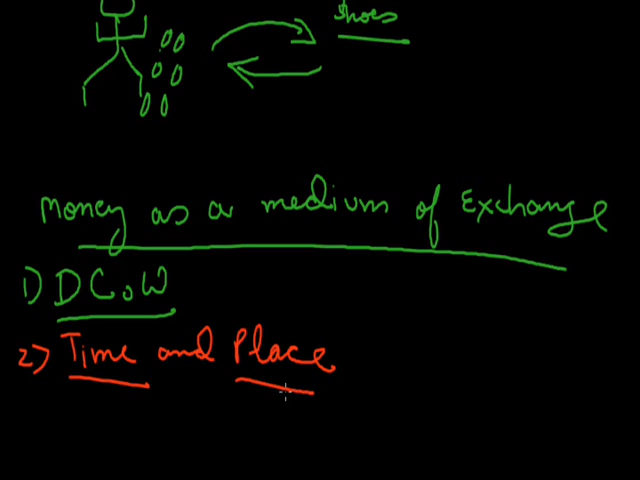 Shoes
Money as a medium of Exchange
1) DCoW
2) Time and Place